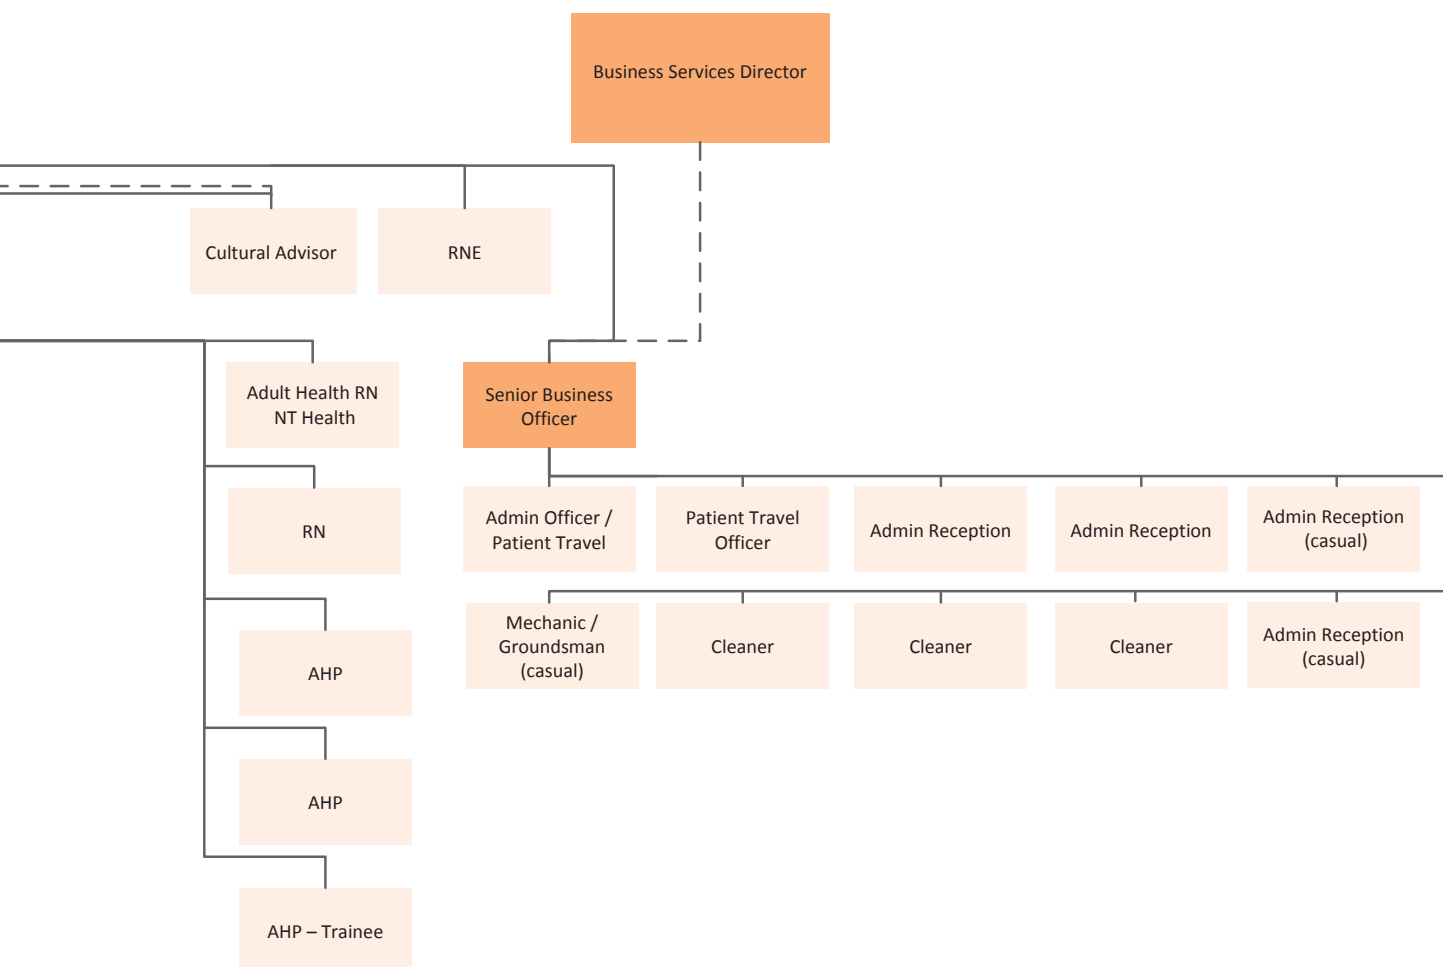 Business Services Director
Cultural Advisor
RNE
Adult Health RN
NT Health
Senior Business
Officer
RN
Admin Officer /
Patient Travel
Patient Travel
Officer
Admin Reception
Admin Reception
Admin Reception
(casual)
Mechanic /
Groundsman
(casual)
Cleaner
Cleaner
Cleaner
Admin Reception
(casual)
AHP
AHP
AHP – Trainee